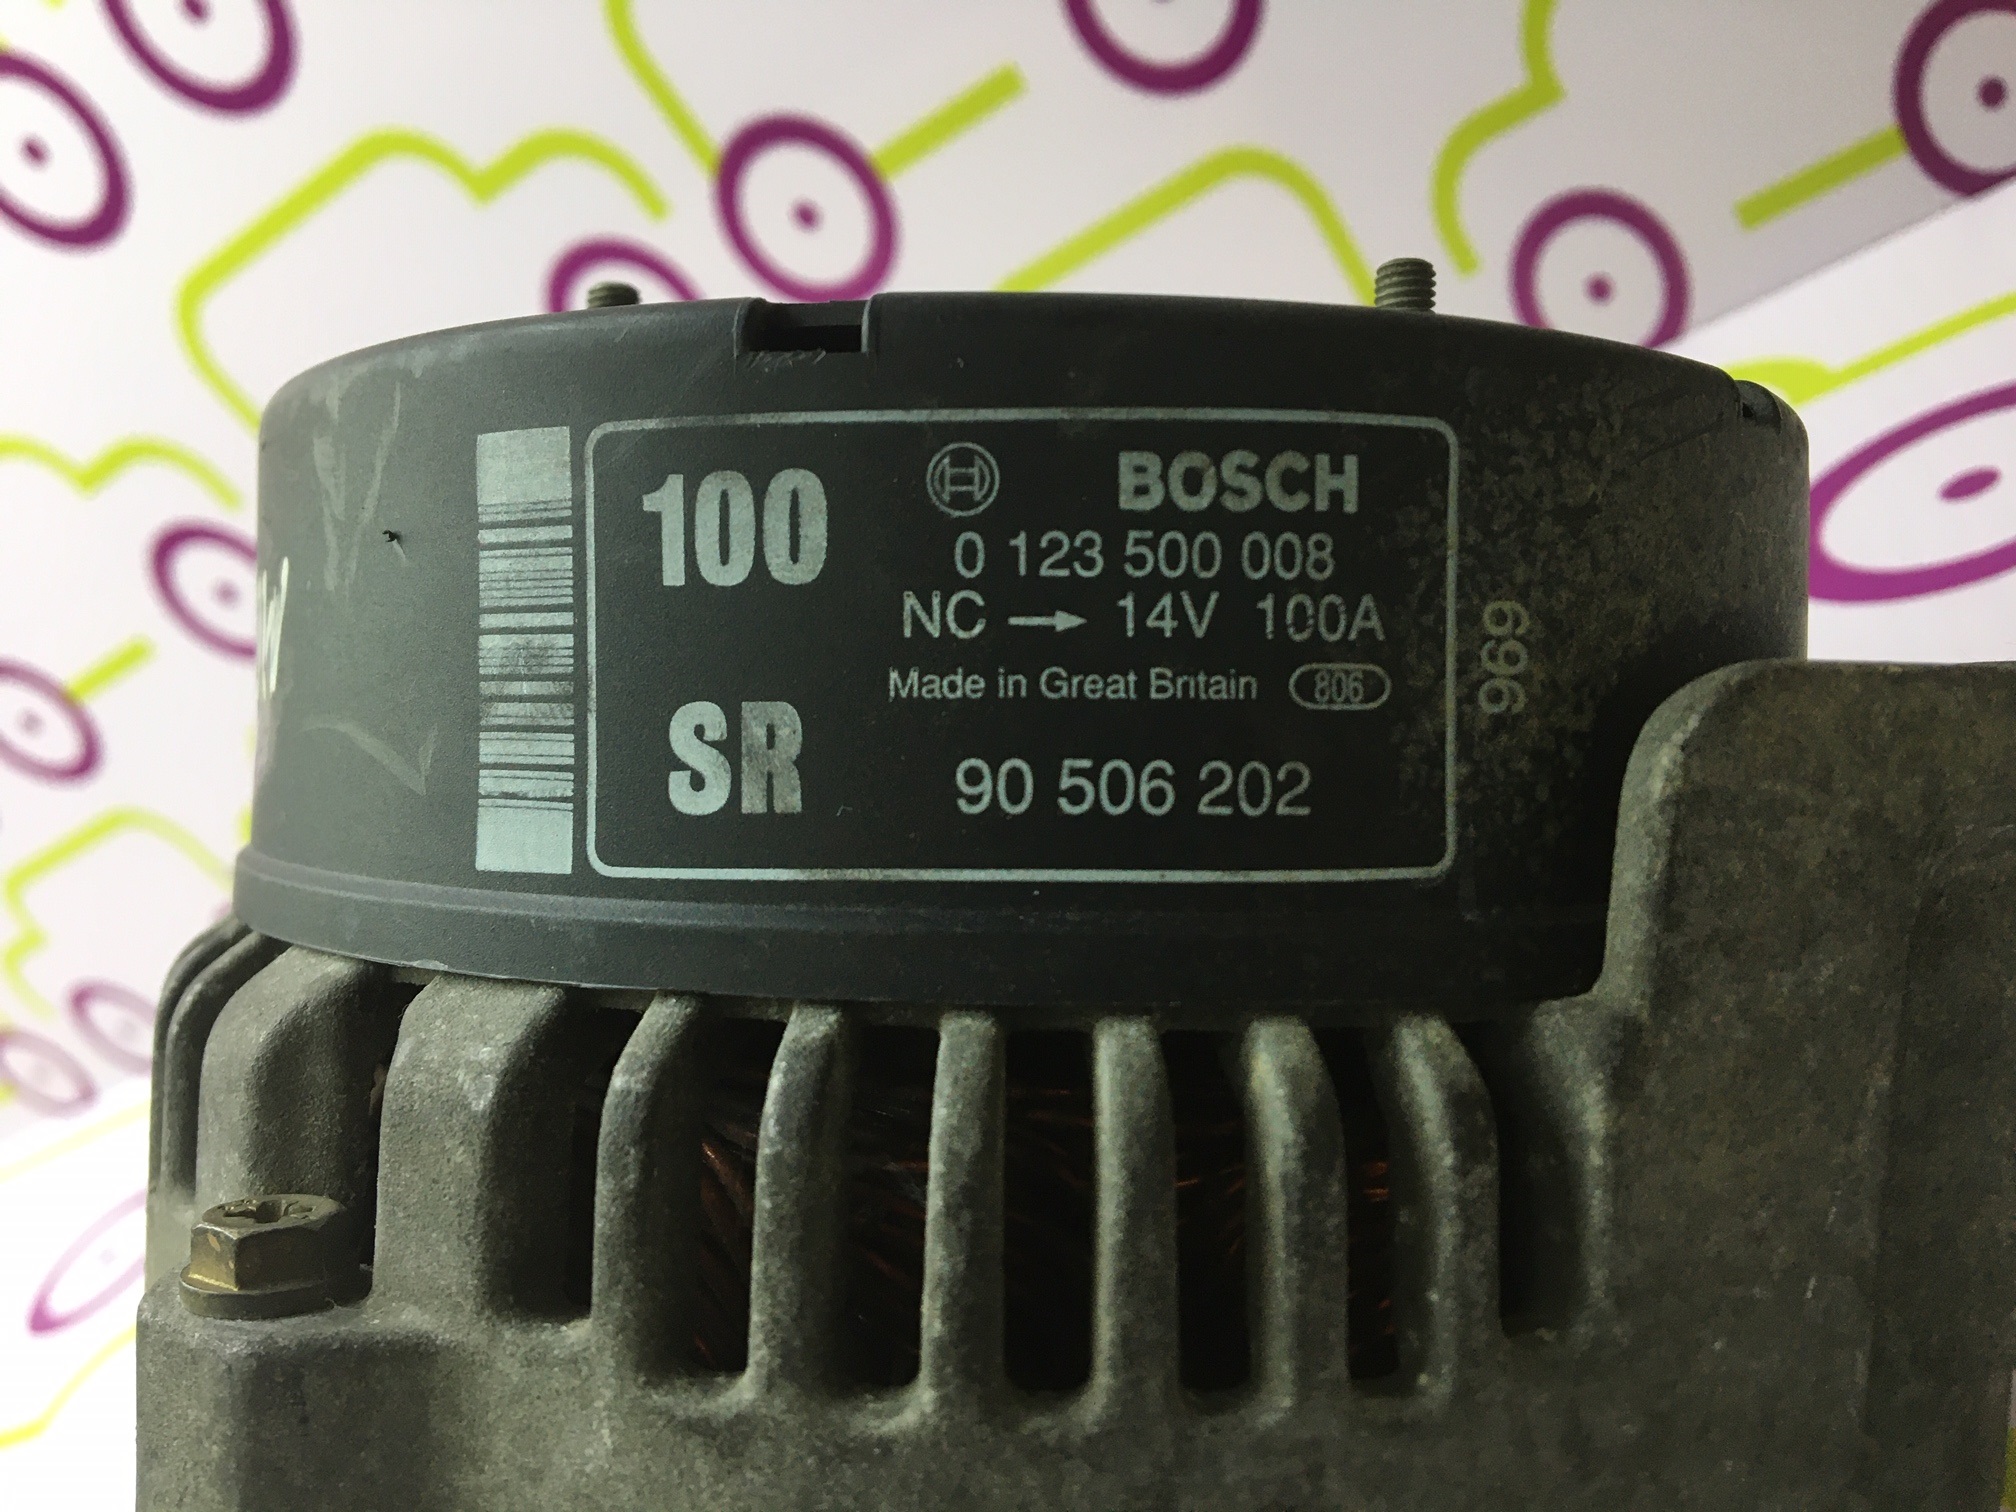 100
BOSCH
0 123 500 008
NC → 14V 100A
Made in Great Britain 806
SR
90 506 202
969